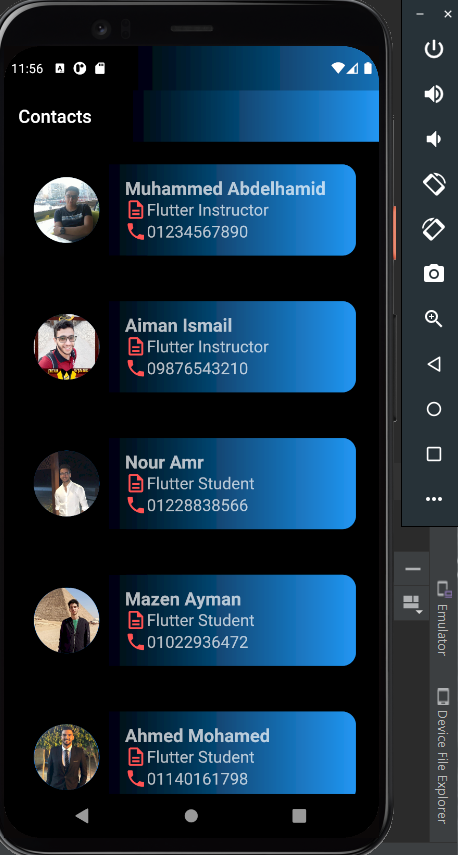 11:56
Contacts
Muhammed Abdelhamid
Flutter Instructor
01234567890
Aiman Ismail
Flutter Instructor
09876543210
Nour Amr
Flutter Student
01228838566
Mazen Ayman
Flutter Student
01022936472
Ahmed Mohamed
Flutter Student
01140161798
Emulator
Device File Explorer